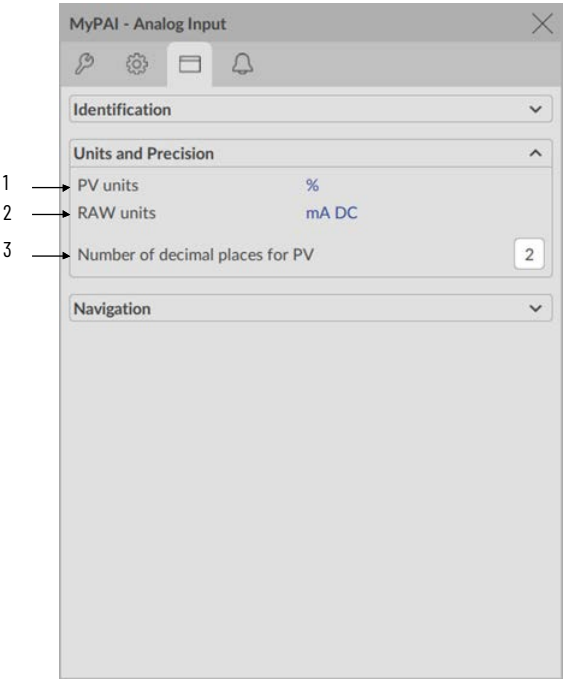 MyPAI - Analog Input
Identification
Units and Precision
1 PV units %
2 RAW units mA DC
3 Number of decimal places for PV 2
Navigation